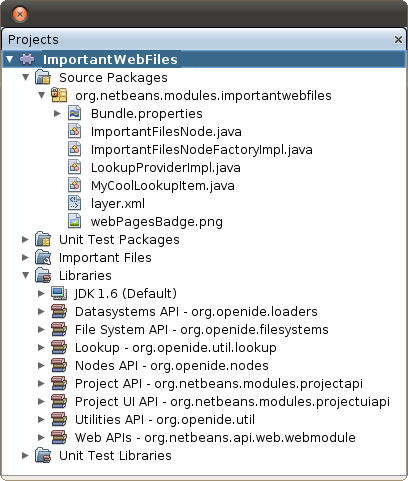 Projects
ImportantWebFiles
Source Packages
org.netbeans.modules.importantwebfiles
Bundle.properties
ImportantFilesNode.java
ImportantFilesNodeFactoryImpl.java
LookupProviderImpl.java
MyCoolLookupItem.java
layer.xml
webPagesBadge.png
Unit Test Packages
Important Files
Libraries
JDK 1.6 (Default)
Datasystems API - org.openide.loaders
File System API - org.openide.filesystems
Lookup - org.openide.util.lookup
Nodes API - org.openide.nodes
Project API - org.netbeans.modules.projectapi
Project UI API - org.netbeans.modules.projectuiapi
Utilities API - org.openide.util
Web APIs - org.netbeans.api.web.webmodule
Unit Test Libraries